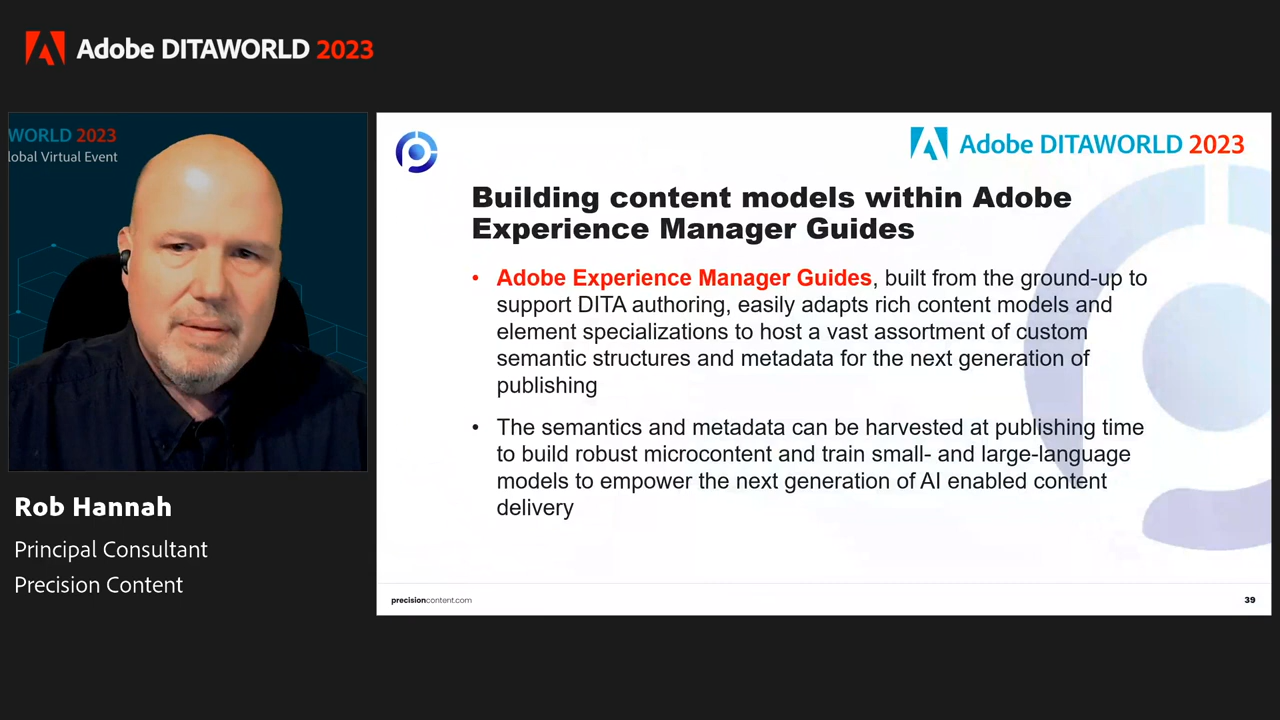 Adobe DITAWORLD 2023
WORLD 2023
lobal Virtual Event
Rob Hannah
Principal Consultant
Precision Content
Adobe DITAWORLD 2023
Building content models within Adobe
Experience Manager Guides
• Adobe Experience Manager Guides, built from the ground-up to
support DITA authoring, easily adapts rich content models and
element specializations to host a vast assortment of custom
semantic structures and metadata for the next generation of
publishing
• The semantics and metadata can be harvested at publishing time
to build robust microcontent and train small- and large-language
models to empower the next generation of AI enabled content
delivery
precisioncontent.com
39